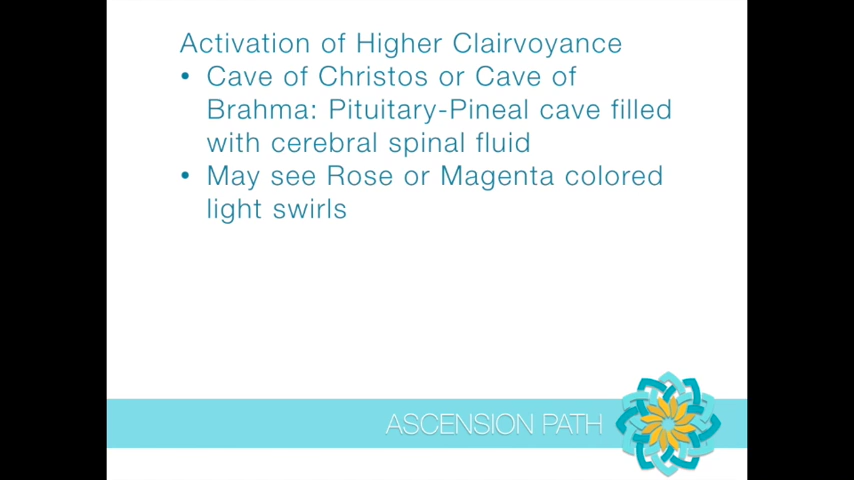 Activation of Higher Clairvoyance
• Cave of Christos or Cave of
Brahma: Pituitary-Pineal cave filled
with cerebral spinal fluid
• May see Rose or Magenta colored
light swirls
ASCENSION PATH